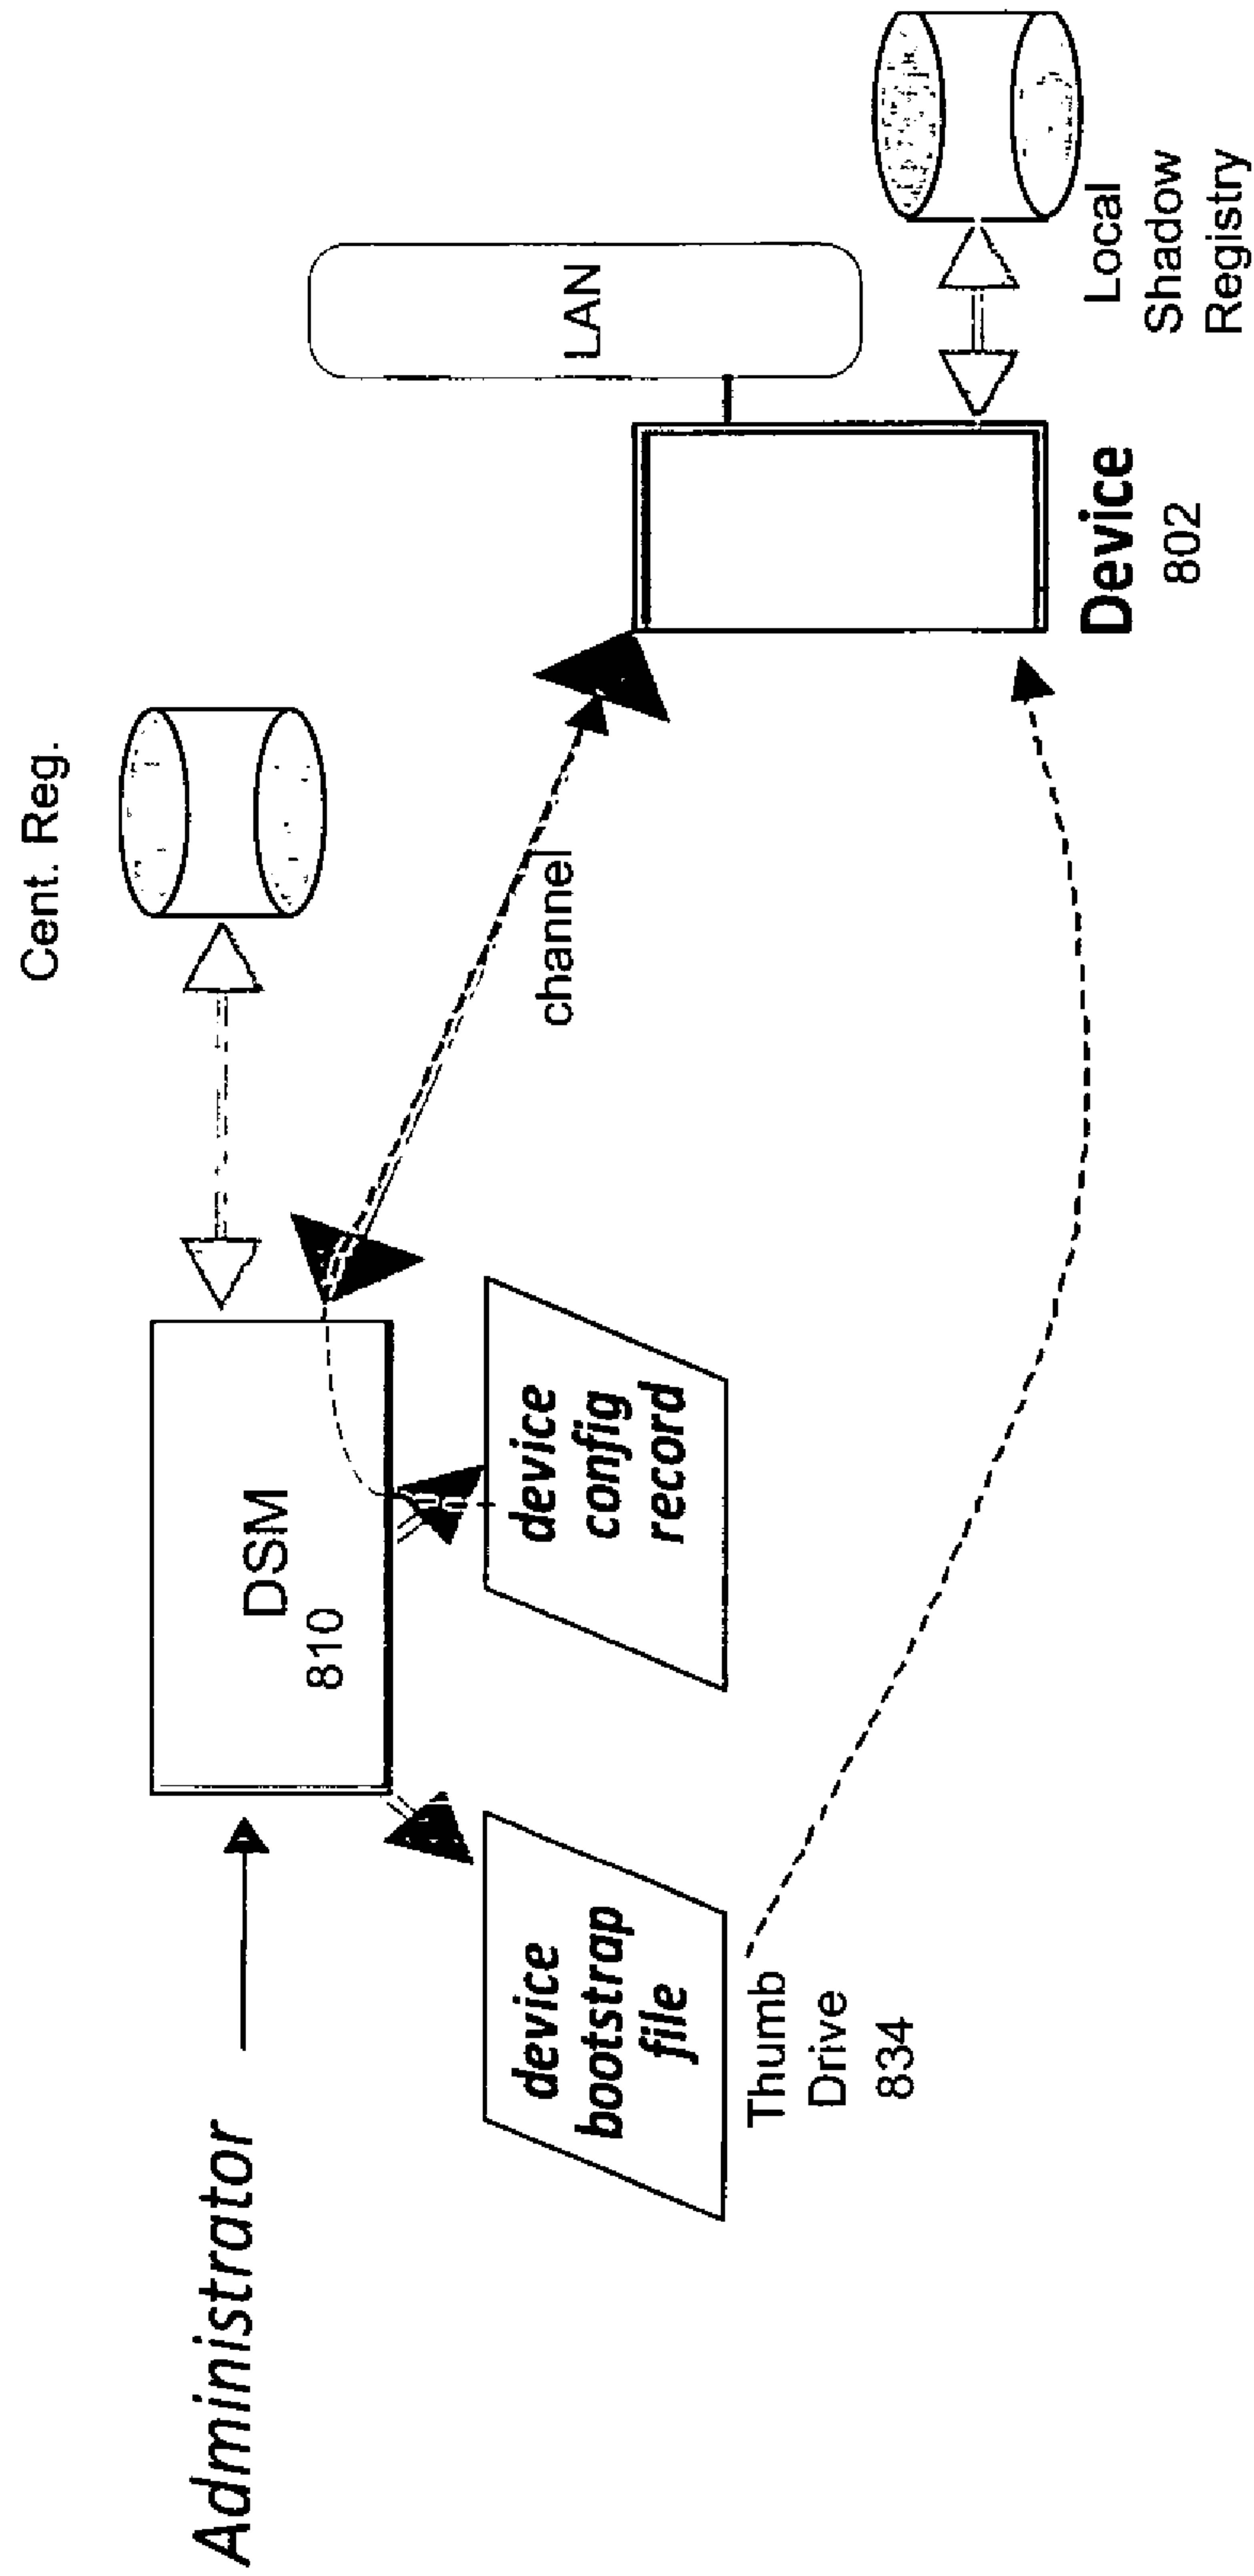 Cent. Reg.
Administrator
DSM
810
LAN
device
bootstrap
file
device
config
record
channel
Thumb
Drive
834
Device
802
Local
Shadow
Registry